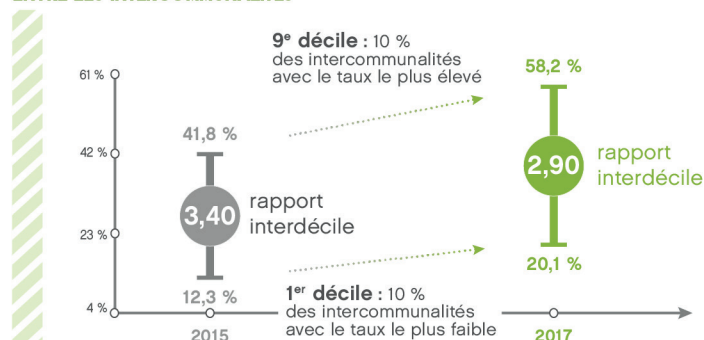 9e décile : 10 %
des intercommunalités
avec le taux le plus élevé
58,2 %
61 %
41,8 %
42 %
2,90
rapport
interdécile
3,40
rapport
interdécile
23 %
20,1 %
12,3 %
1er décile : 10 %
des intercommunalités
avec le taux le plus faible
4 %
2015
2017